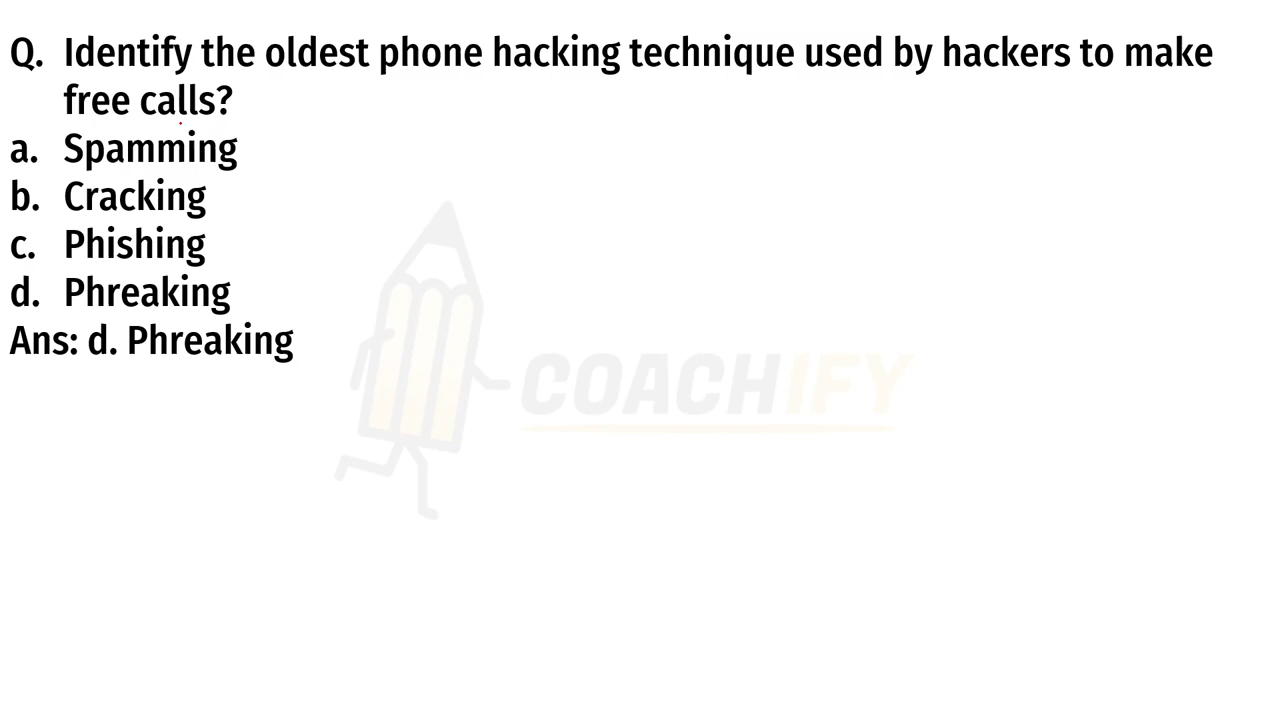 Q. Identify the oldest phone hacking technique used by hackers to make
free calls?
a. Spamming
b. Cracking
c. Phishing
d. Phreaking
Ans: d. Phreaking
COACHIFY